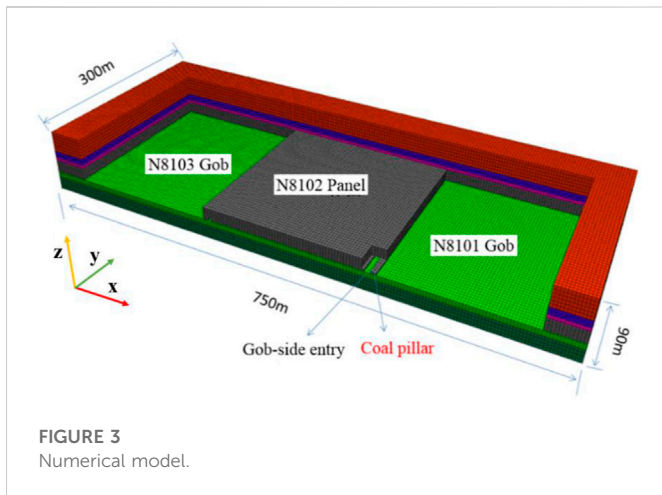 300m
N8103 Gob
N8102 Panel
N8101 Gob
z
y
x
750m
90m
Gob-side entry
Coal pillar
FIGURE 3
Numerical model.